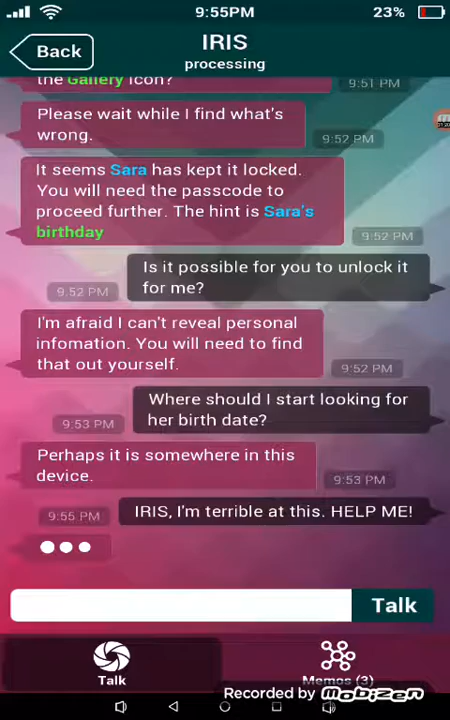 9:55PM
23%
Back
IRIS
processing
the Gallery icon?
9:51 PM
Please wait while I find what's
wrong.
9:52 PM
It seems Sara has kept it locked.
You will need the passcode to
proceed further. The hint is Sara's
birthday
9:52 PM
Is it possible for you to unlock it
for me?
9:52 PM
I'm afraid I can't reveal personal
infomation. You will need to find
that out yourself.
9:52 PM
Where should I start looking for
her birth date?
9:53 PM
Perhaps it is somewhere in this
device.
9:53 PM
IRIS, I'm terrible at this. HELP ME!
9:55 PM
Talk
Talk
Memos (3)
Recorded by Mobizen